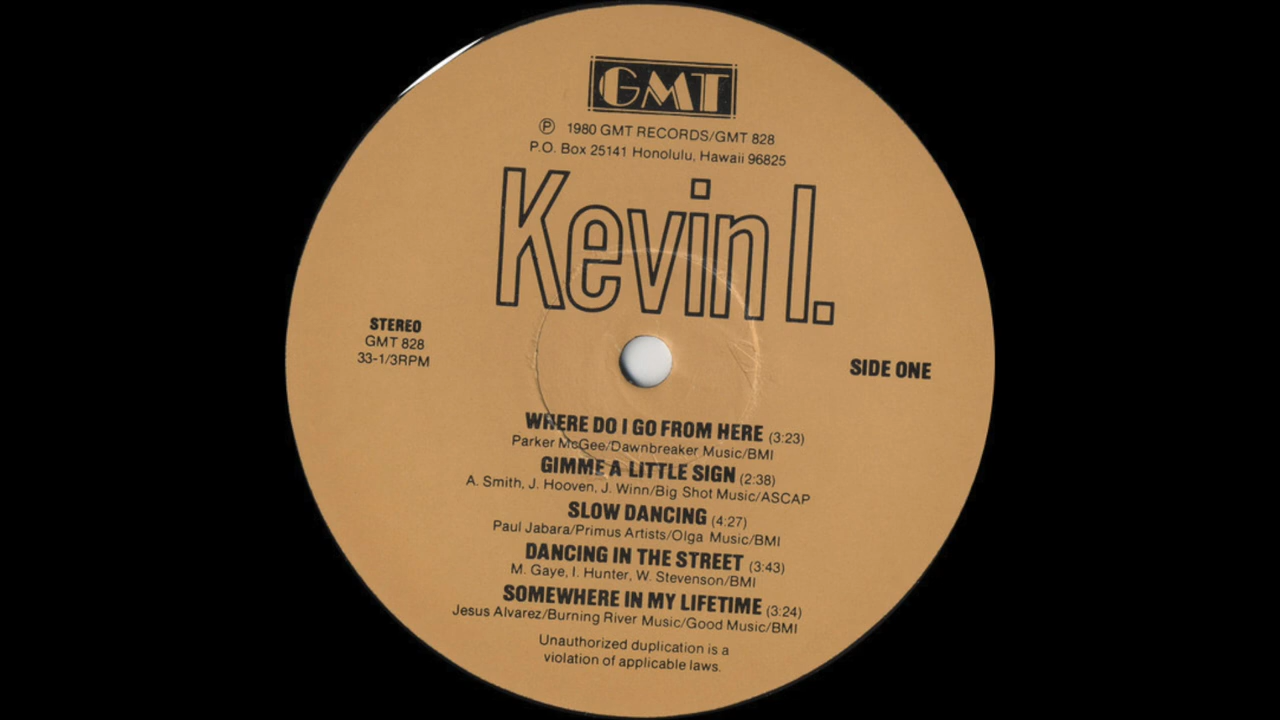 GMT
℗ 1980 GMT RECORDS/GMT 828
P.O. Box 25141 Honolulu, Hawaii 96825
Kevin I.
STEREO
GMT 828
33-1/3RPM
SIDE ONE
WHERE DO I GO FROM HERE (3:23)
Parker McGee/Dawnbreaker Music/BMI
GIMME A LITTLE SIGN (2:38)
A. Smith, J. Hooven, J. Winn/Big Shot Music/ASCAP
SLOW DANCING (4:27)
Paul Jabara/Primus Artists/Olga Music/BMI
DANCING IN THE STREET (3:43)
M. Gaye, I. Hunter, W. Stevenson/BMI
SOMEWHERE IN MY LIFETIME (3:24)
Jesus Alvarez/Burning River Music/Good Music/BMI
Unauthorized duplication is a
violation of applicable laws.